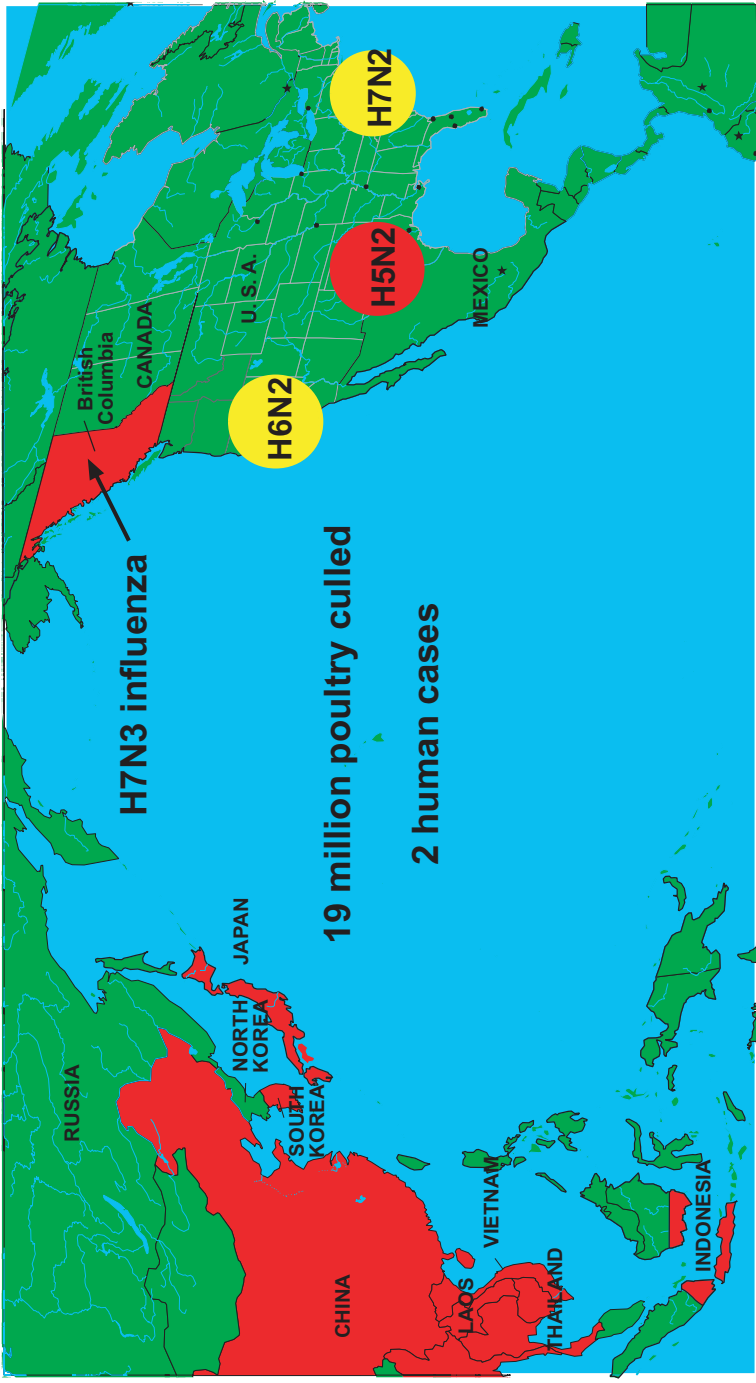 RUSSIA
CHINA
NORTH
KOREA
SOUTH
KOREA
JAPAN
LAOS
VIETNAM
THAILAND
INDONESIA
H7N3 influenza
19 million poultry culled
2 human cases
British
Columbia
CANADA
U. S. A.
MEXICO
H6N2
H5N2
H7N2